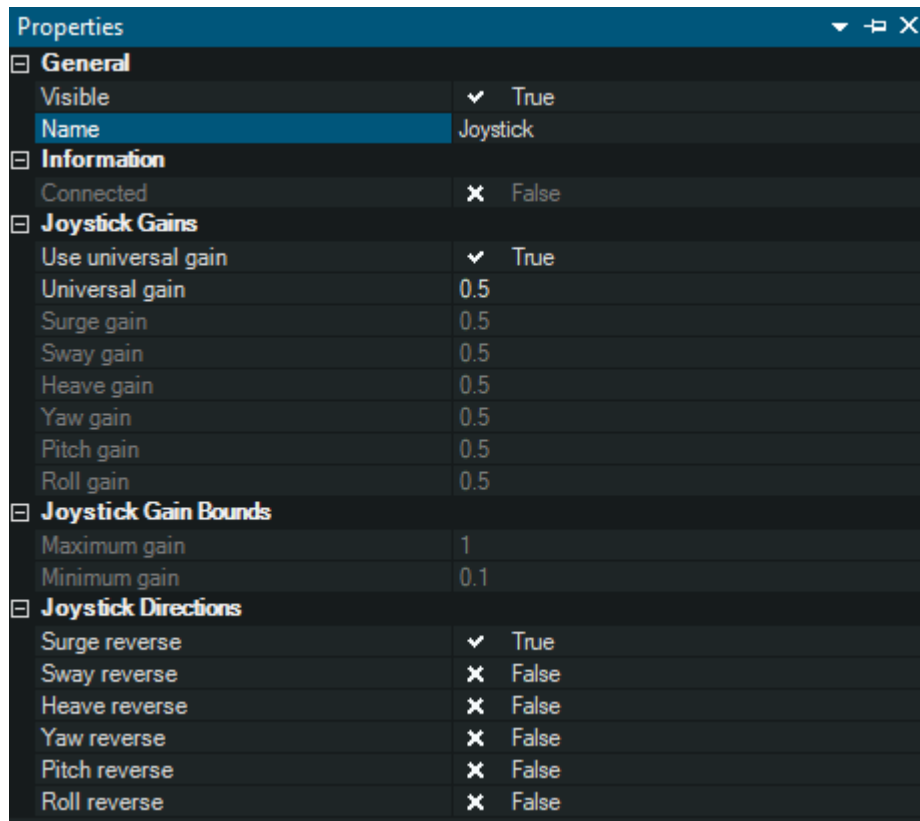 Properties
General
Visible True
Name Joystick
Information
Connected False
Joystick Gains
Use universal gain True
Universal gain 0.5
Surge gain 0.5
Sway gain 0.5
Heave gain 0.5
Yaw gain 0.5
Pitch gain 0.5
Roll gain 0.5
Joystick Gain Bounds
Maximum gain 1
Minimum gain 0.1
Joystick Directions
Surge reverse True
Sway reverse False
Heave reverse False
Yaw reverse False
Pitch reverse False
Roll reverse False